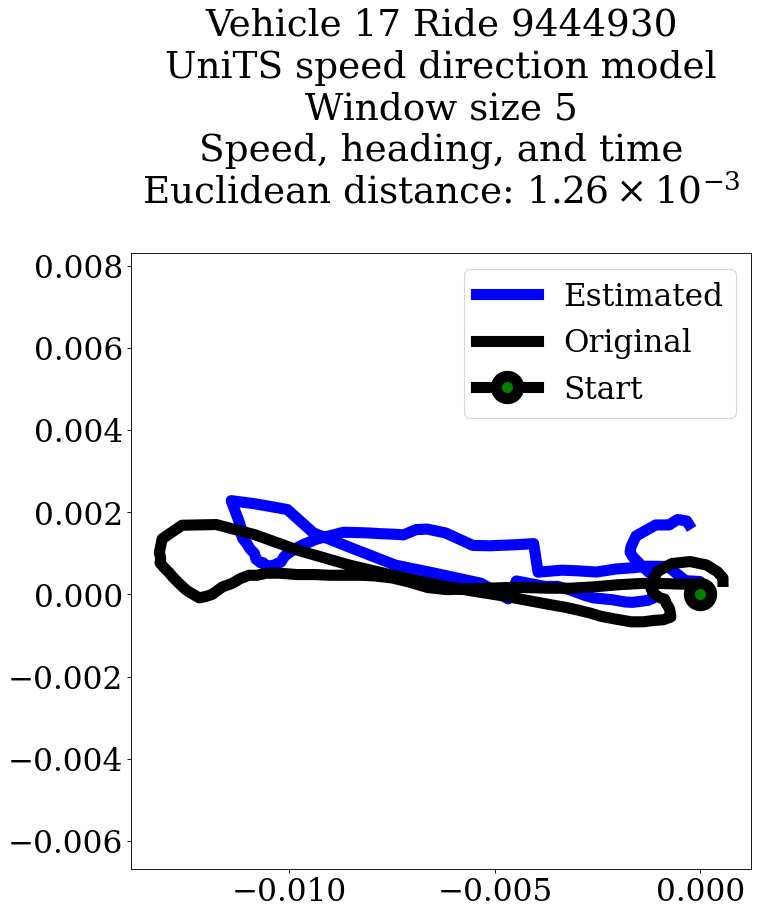 Vehicle 17 Ride 9444930
UniTS speed direction model
Window size 5
Speed, heading, and time
Euclidean distance: 1.26 × 10⁻³
Estimated
Original
Start
0.008
0.006
0.004
0.002
0.000
−0.002
−0.004
−0.006
−0.010 −0.005 0.000